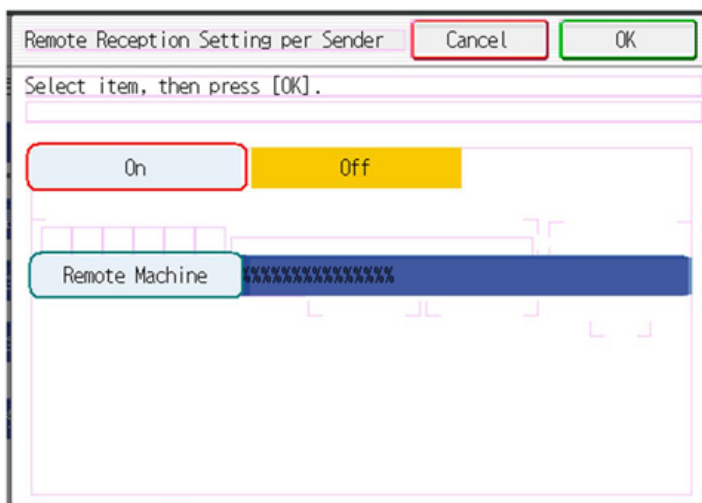 Remote Reception Setting per Sender Cancel OK
Select item, then press [OK].
On Off
Remote Machine %%%%%%%%%%%%%%%